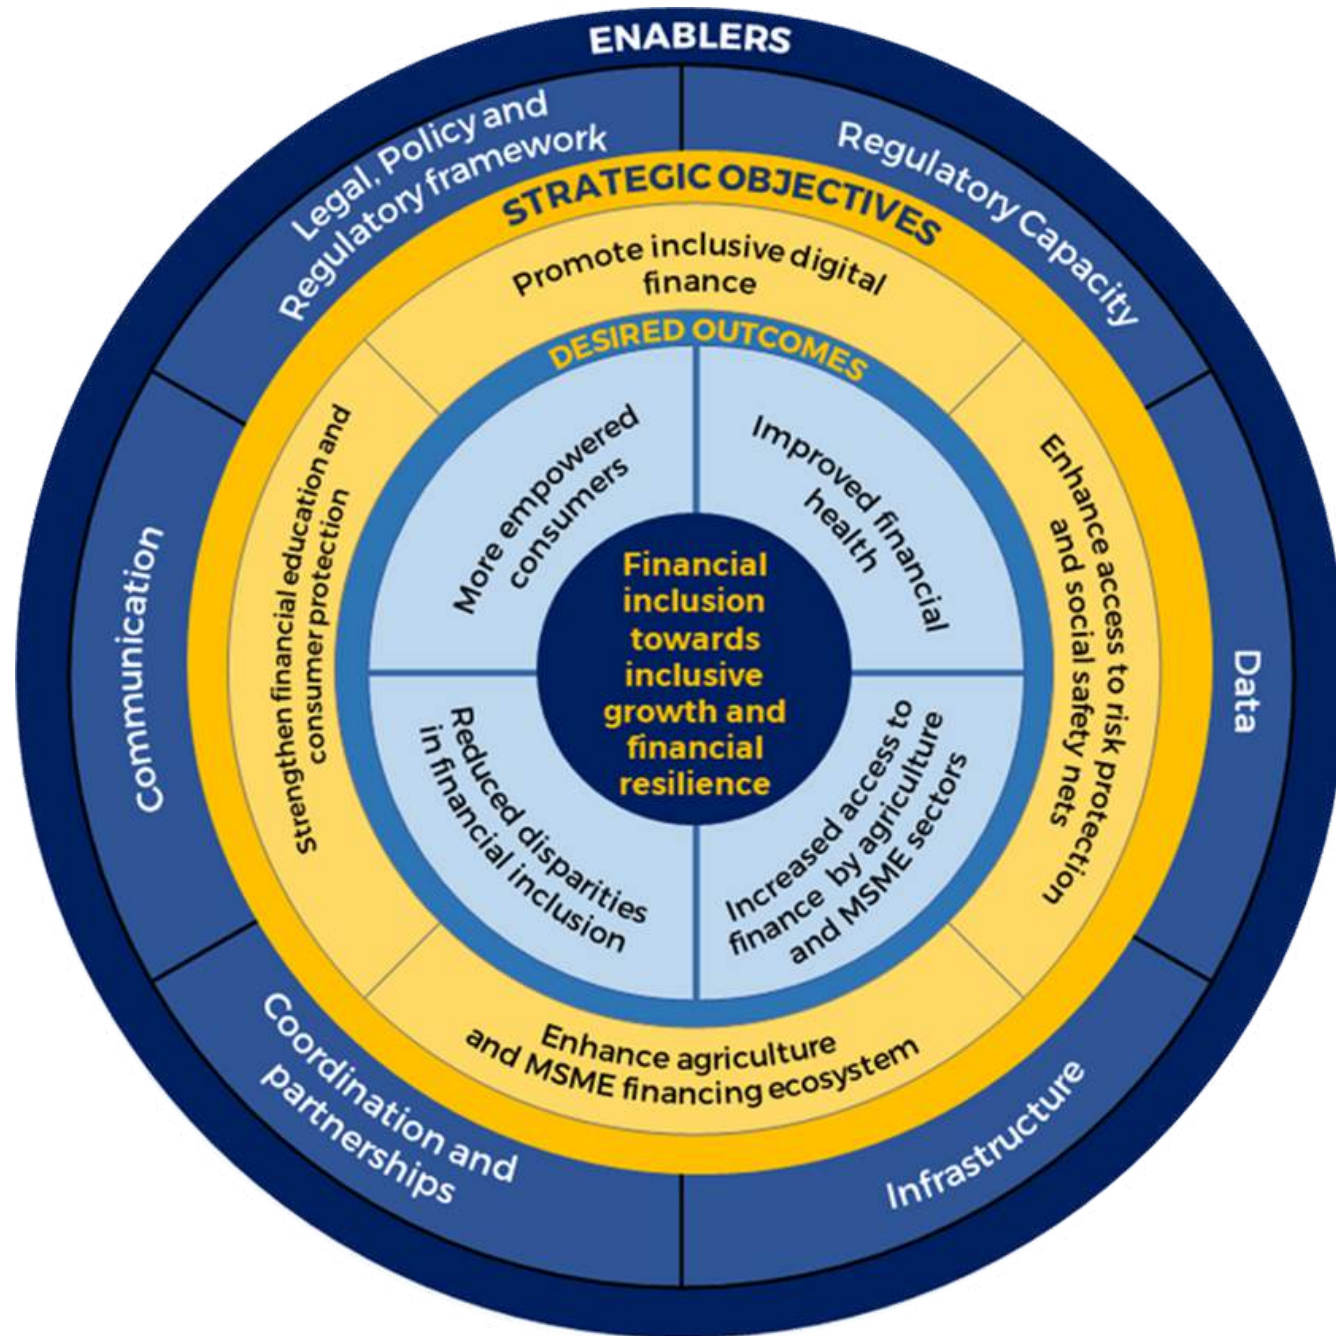 ENABLERS
Legal, Policy and
Regulatory framework
Regulatory Capacity
Data
Infrastructure
Coordination and
partnerships
Communication
STRATEGIC OBJECTIVES
Promote inclusive digital
finance
Enhance access to risk protection
and social safety nets
Enhance agriculture
and MSME financing ecosystem
Strengthen financial education and
consumer protection
DESIRED OUTCOMES
More empowered
consumers
Improved financial
health
Increased access to
finance by agriculture
and MSME sectors
Reduced disparities
in financial inclusion
Financial
inclusion
towards
inclusive
growth and
financial
resilience